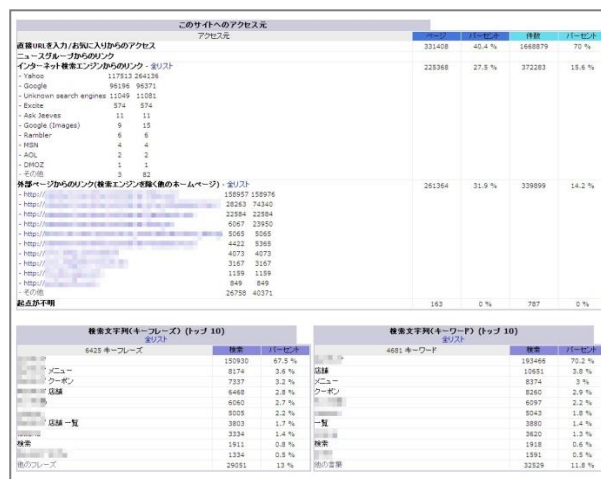 このサイトへのアクセス元
アクセス元 ページ パーセント 件数 パーセント
直接URLを入力/お気に入りからのアクセス 331408 40.4 % 1668879 70 %
ニュースグループからのリンク
インターネット検索エンジンからのリンク - 全リスト 225368 27.5 % 372283 15.6 %
- Yahoo 117513 264136
- Google 96196 96371
- Unknown search engines 11049 11081
- Excite 574 574
- Ask Jeeves 11 11
- Google (Images) 9 15
- Rambler 6 6
- MSN 4 4
- AOL 2 2
- DMOZ 1 1
- その他 3 82
外部ページからのリンク(検索エンジンを除く他のホームページ) - 全リスト 261364 31.9 % 339899 14.2 %
- http:// 158957 158976
- http:// 28263 74340
- http:// 22584 22584
- http:// 6067 23950
- http:// 5065 5065
- http:// 4422 5365
- http:// 4073 4073
- http:// 3167 3167
- http:// 1159 1159
- http:// 849 849
- その他 26758 40371
起点が不明 163 0 % 787 0 %
検索文字列(キーフレーズ) (トップ 10)
全リスト
6425 キーフレーズ 検索 パーセント
150930 67.5 %
メニュー 8174 3.6 %
クーポン 7337 3.2 %
店舗 6468 2.8 %
6060 2.7 %
5005 2.2 %
店舗 一覧 3803 1.7 %
3334 1.4 %
検索 1911 0.8 %
1334 0.5 %
他のフレーズ 29051 13 %
検索文字列(キーワード) (トップ 10)
全リスト
4681 キーワード 検索 パーセント
193466 70.2 %
店舗 10651 3.8 %
メニュー 8374 3 %
クーポン 8260 2.9 %
6097 2.2 %
5043 1.8 %
一覧 3880 1.4 %
3620 1.3 %
検索 1918 0.6 %
1591 0.5 %
他の言葉 32529 11.8 %